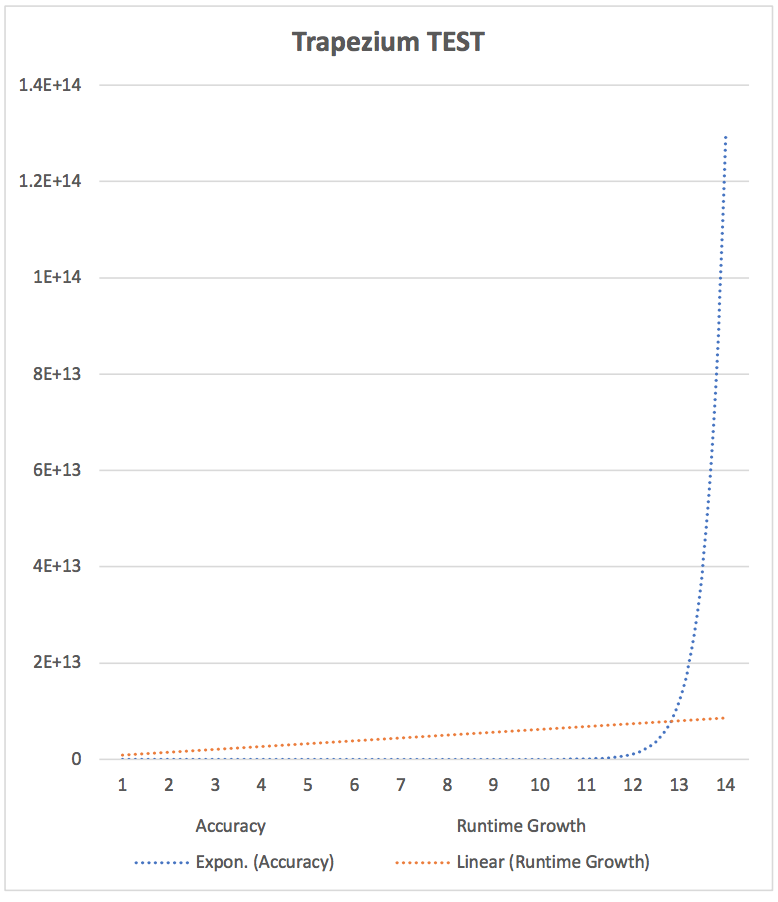 Trapezium TEST
1.4E+14
1.2E+14
1E+14
8E+13
6E+13
4E+13
2E+13
0
1 2 3 4 5 6 7 8 9 10 11 12 13 14
Accuracy Runtime Growth
Expon. (Accuracy) Linear (Runtime Growth)